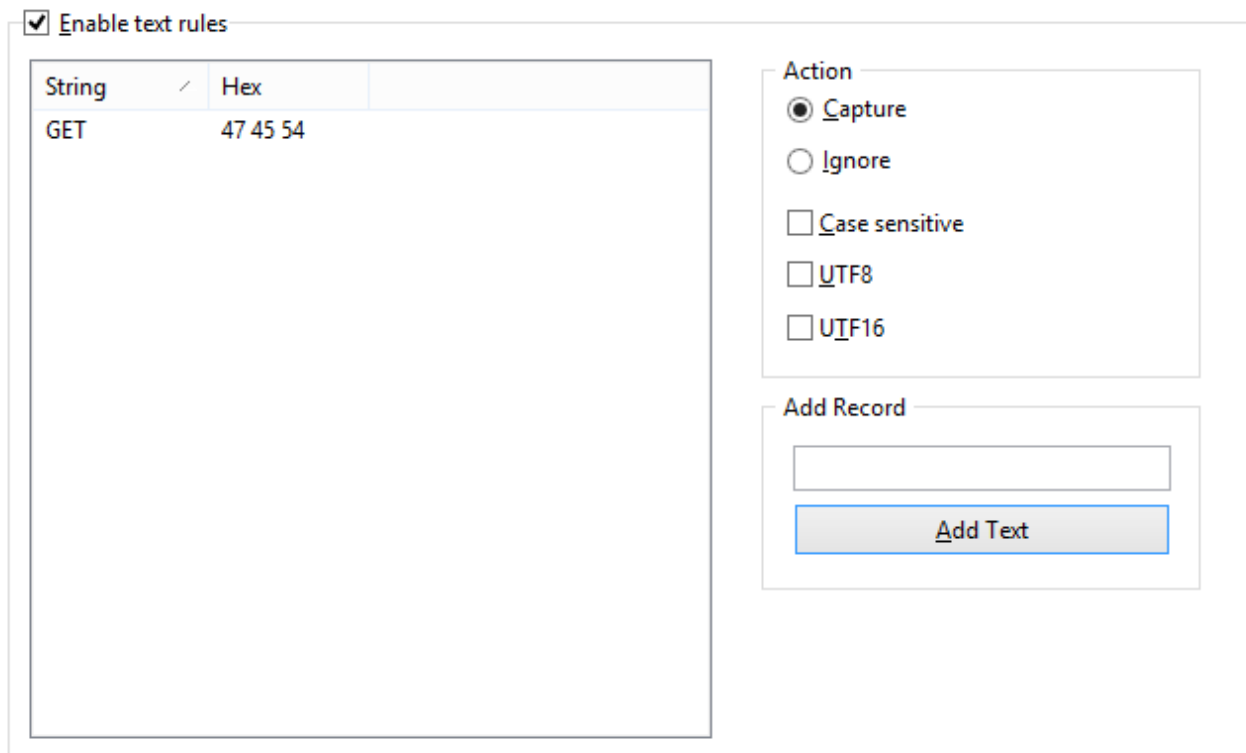 Enable text rules
String Hex
GET 47 45 54
Action
Capture
Ignore
Case sensitive
UTF8
UTF16
Add Record
Add Text